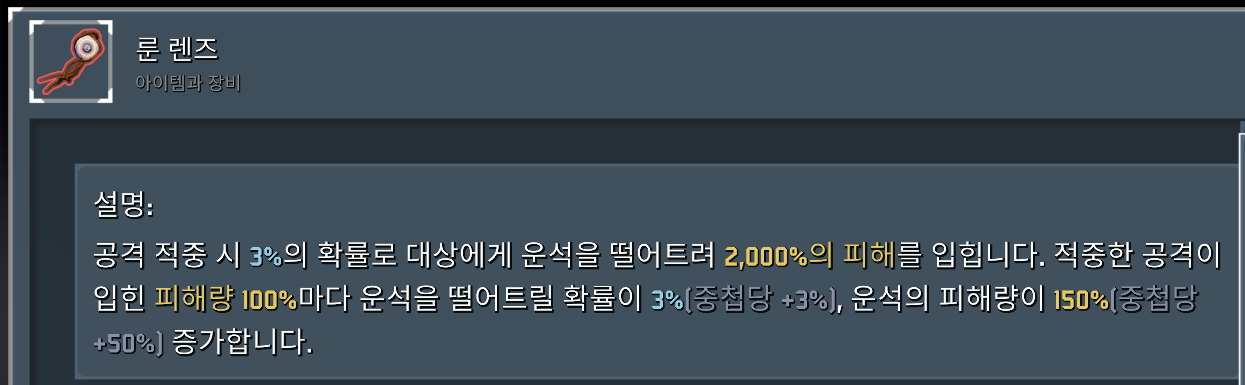 룬 렌즈
아이템과 장비
설명:
공격 적중 시 3%의 확률로 대상에게 운석을 떨어트려 2,000%의 피해를 입힙니다. 적중한 공격이
입힌 피해량 100%마다 운석을 떨어트릴 확률이 3%(중첩당 +3%), 운석의 피해량이 150%(중첩당
+50%) 증가합니다.